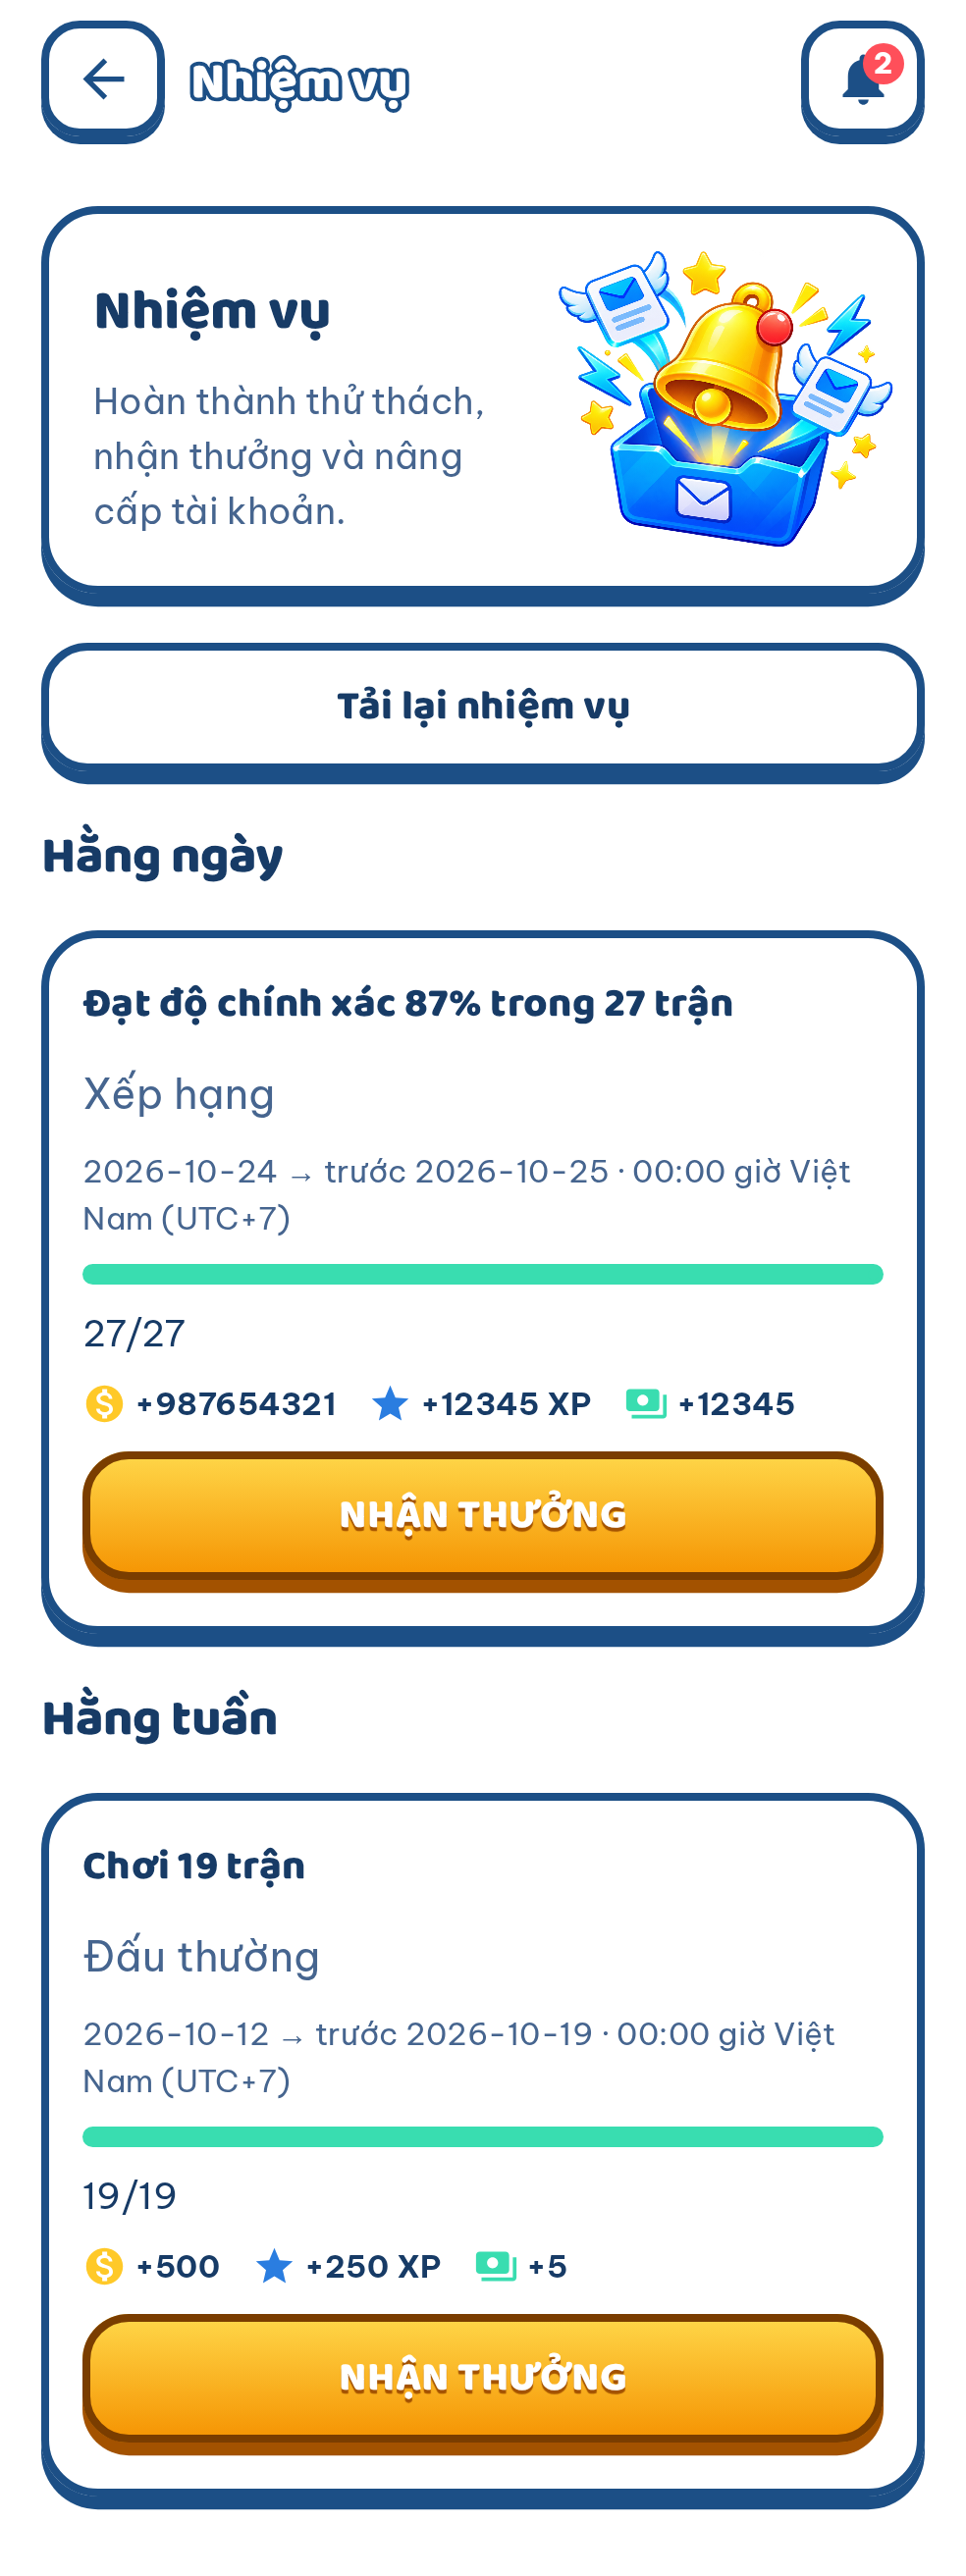 Nhiệm vụ
2
Nhiệm vụ
Hoàn thành thử thách,
nhận thưởng và nâng
cấp tài khoản.
Tải lại nhiệm vụ
Hằng ngày
Đạt độ chính xác 87% trong 27 trận
Xếp hạng
2026-10-24 → trước 2026-10-25 · 00:00 giờ Việt
Nam (UTC+7)
27/27
+987654321 +12345 XP +12345
NHẬN THƯỞNG
Hằng tuần
Chơi 19 trận
Đấu thường
2026-10-12 → trước 2026-10-19 · 00:00 giờ Việt
Nam (UTC+7)
19/19
+500 +250 XP +5
NHẬN THƯỞNG